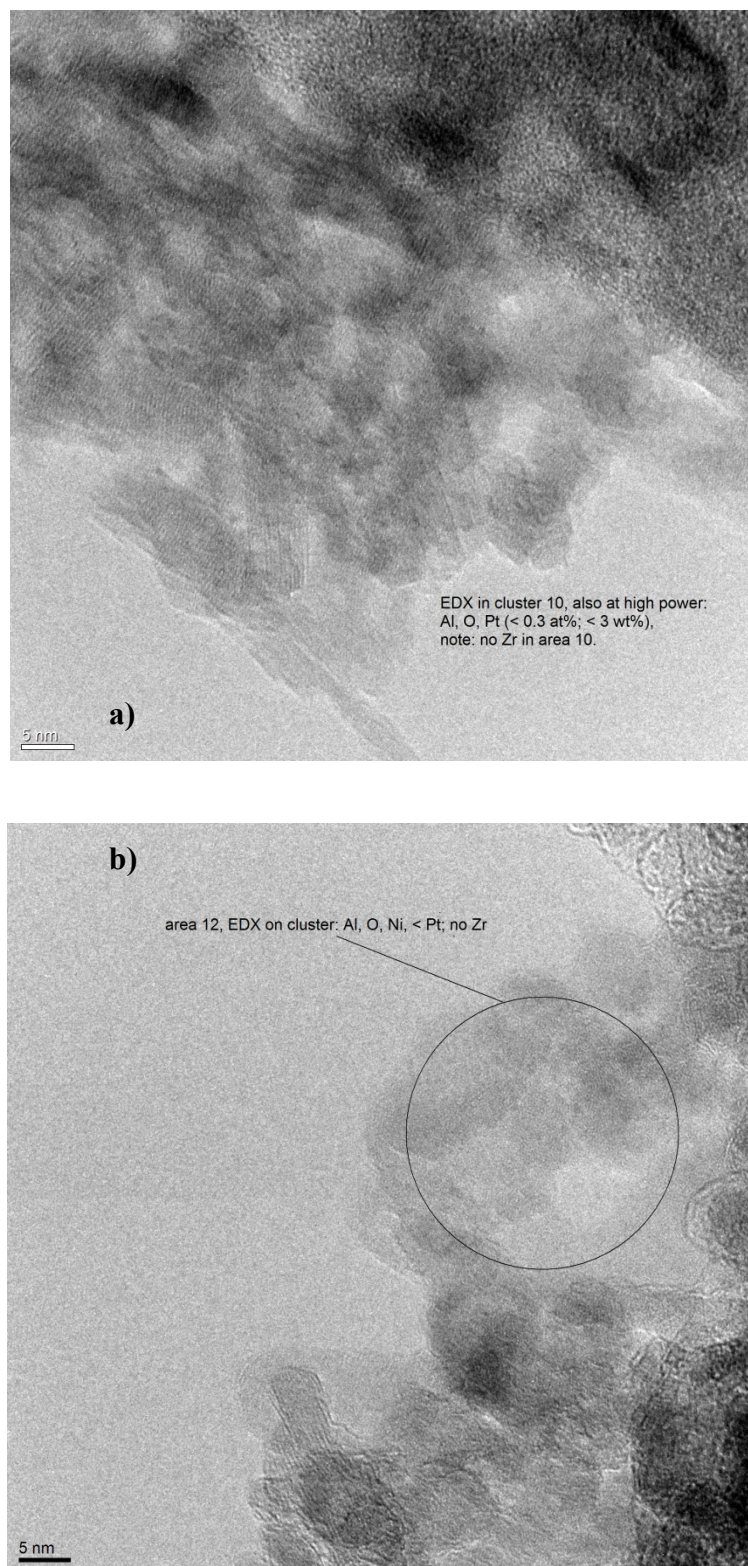 EDX in cluster 10, also at high power:
Al, O, Pt (< 0.3 at%; < 3 wt%),
note: no Zr in area 10.
a)
5 nm
b)
area 12, EDX on cluster: Al, O, Ni, < Pt; no Zr
5 nm